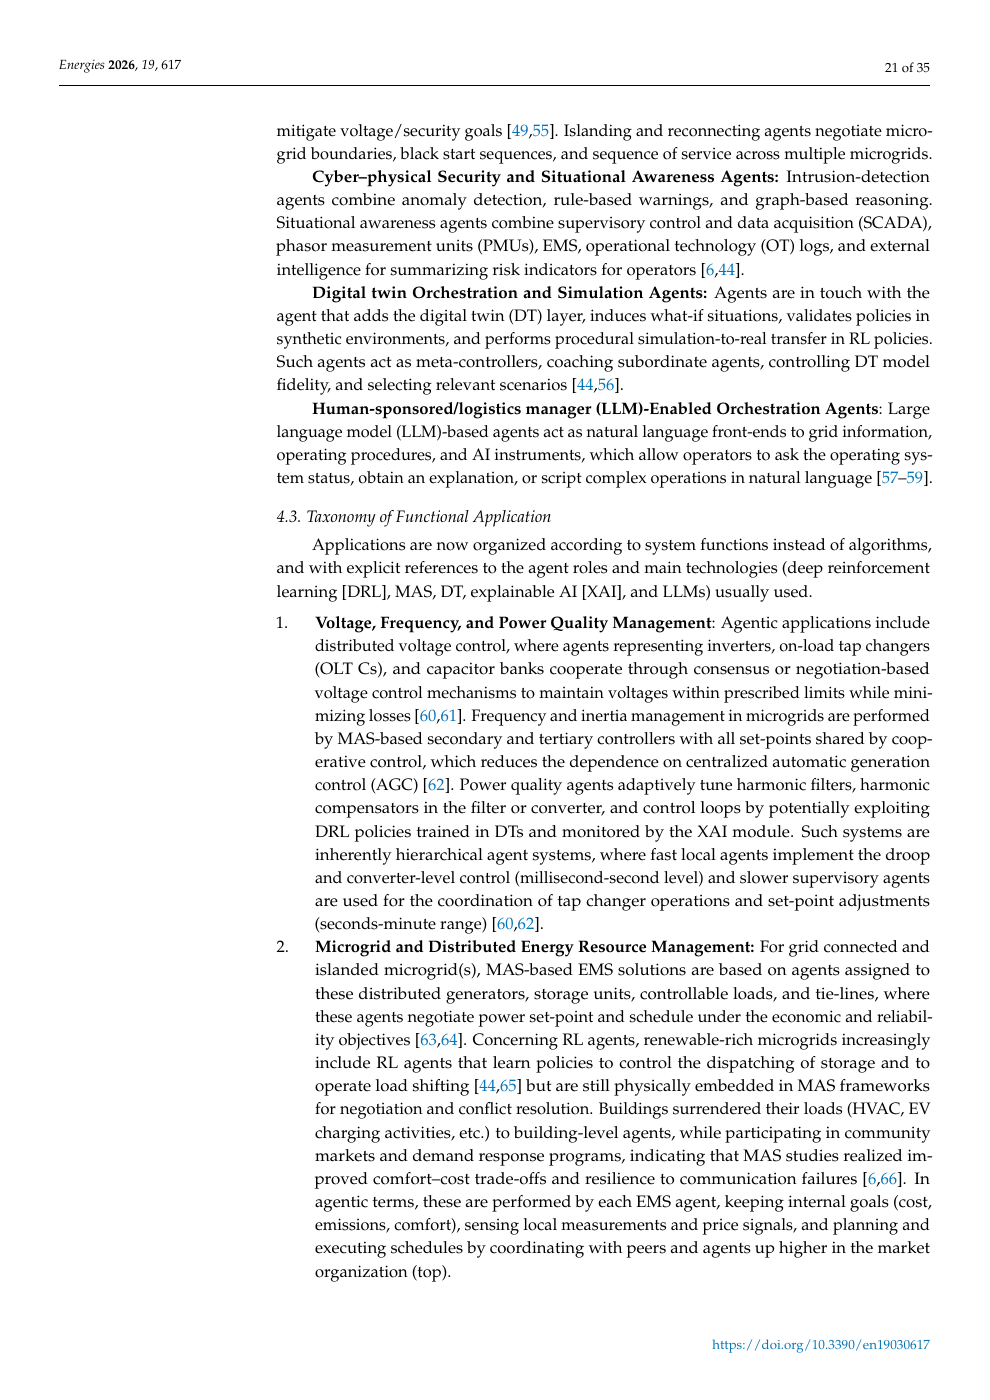 Energies 2026, 19, 617
21 of 35
mitigate voltage/security goals [49,55]. Islanding and reconnecting agents negotiate micro-
grid boundaries, black start sequences, and sequence of service across multiple microgrids.
Cyber–physical Security and Situational Awareness Agents: Intrusion-detection
agents combine anomaly detection, rule-based warnings, and graph-based reasoning.
Situational awareness agents combine supervisory control and data acquisition (SCADA),
phasor measurement units (PMUs), EMS, operational technology (OT) logs, and external
intelligence for summarizing risk indicators for operators [6,44].
Digital twin Orchestration and Simulation Agents: Agents are in touch with the
agent that adds the digital twin (DT) layer, induces what-if situations, validates policies in
synthetic environments, and performs procedural simulation-to-real transfer in RL policies.
Such agents act as meta-controllers, coaching subordinate agents, controlling DT model
fidelity, and selecting relevant scenarios [44,56].
Human-sponsored/logistics manager (LLM)-Enabled Orchestration Agents: Large
language model (LLM)-based agents act as natural language front-ends to grid information,
operating procedures, and AI instruments, which allow operators to ask the operating sys-
tem status, obtain an explanation, or script complex operations in natural language [57–59].
4.3. Taxonomy of Functional Application
Applications are now organized according to system functions instead of algorithms,
and with explicit references to the agent roles and main technologies (deep reinforcement
learning [DRL], MAS, DT, explainable AI [XAI], and LLMs) usually used.
1. Voltage, Frequency, and Power Quality Management: Agentic applications include
distributed voltage control, where agents representing inverters, on-load tap changers
(OLT Cs), and capacitor banks cooperate through consensus or negotiation-based
voltage control mechanisms to maintain voltages within prescribed limits while mini-
mizing losses [60,61]. Frequency and inertia management in microgrids are performed
by MAS-based secondary and tertiary controllers with all set-points shared by coop-
erative control, which reduces the dependence on centralized automatic generation
control (AGC) [62]. Power quality agents adaptively tune harmonic filters, harmonic
compensators in the filter or converter, and control loops by potentially exploiting
DRL policies trained in DTs and monitored by the XAI module. Such systems are
inherently hierarchical agent systems, where fast local agents implement the droop
and converter-level control (millisecond-second level) and slower supervisory agents
are used for the coordination of tap changer operations and set-point adjustments
(seconds-minute range) [60,62].
2. Microgrid and Distributed Energy Resource Management: For grid connected and
islanded microgrid(s), MAS-based EMS solutions are based on agents assigned to
these distributed generators, storage units, controllable loads, and tie-lines, where
these agents negotiate power set-point and schedule under the economic and reliabil-
ity objectives [63,64]. Concerning RL agents, renewable-rich microgrids increasingly
include RL agents that learn policies to control the dispatching of storage and to
operate load shifting [44,65] but are still physically embedded in MAS frameworks
for negotiation and conflict resolution. Buildings surrendered their loads (HVAC, EV
charging activities, etc.) to building-level agents, while participating in community
markets and demand response programs, indicating that MAS studies realized im-
proved comfort–cost trade-offs and resilience to communication failures [6,66]. In
agentic terms, these are performed by each EMS agent, keeping internal goals (cost,
emissions, comfort), sensing local measurements and price signals, and planning and
executing schedules by coordinating with peers and agents up higher in the market
organization (top).
https://doi.org/10.3390/en19030617